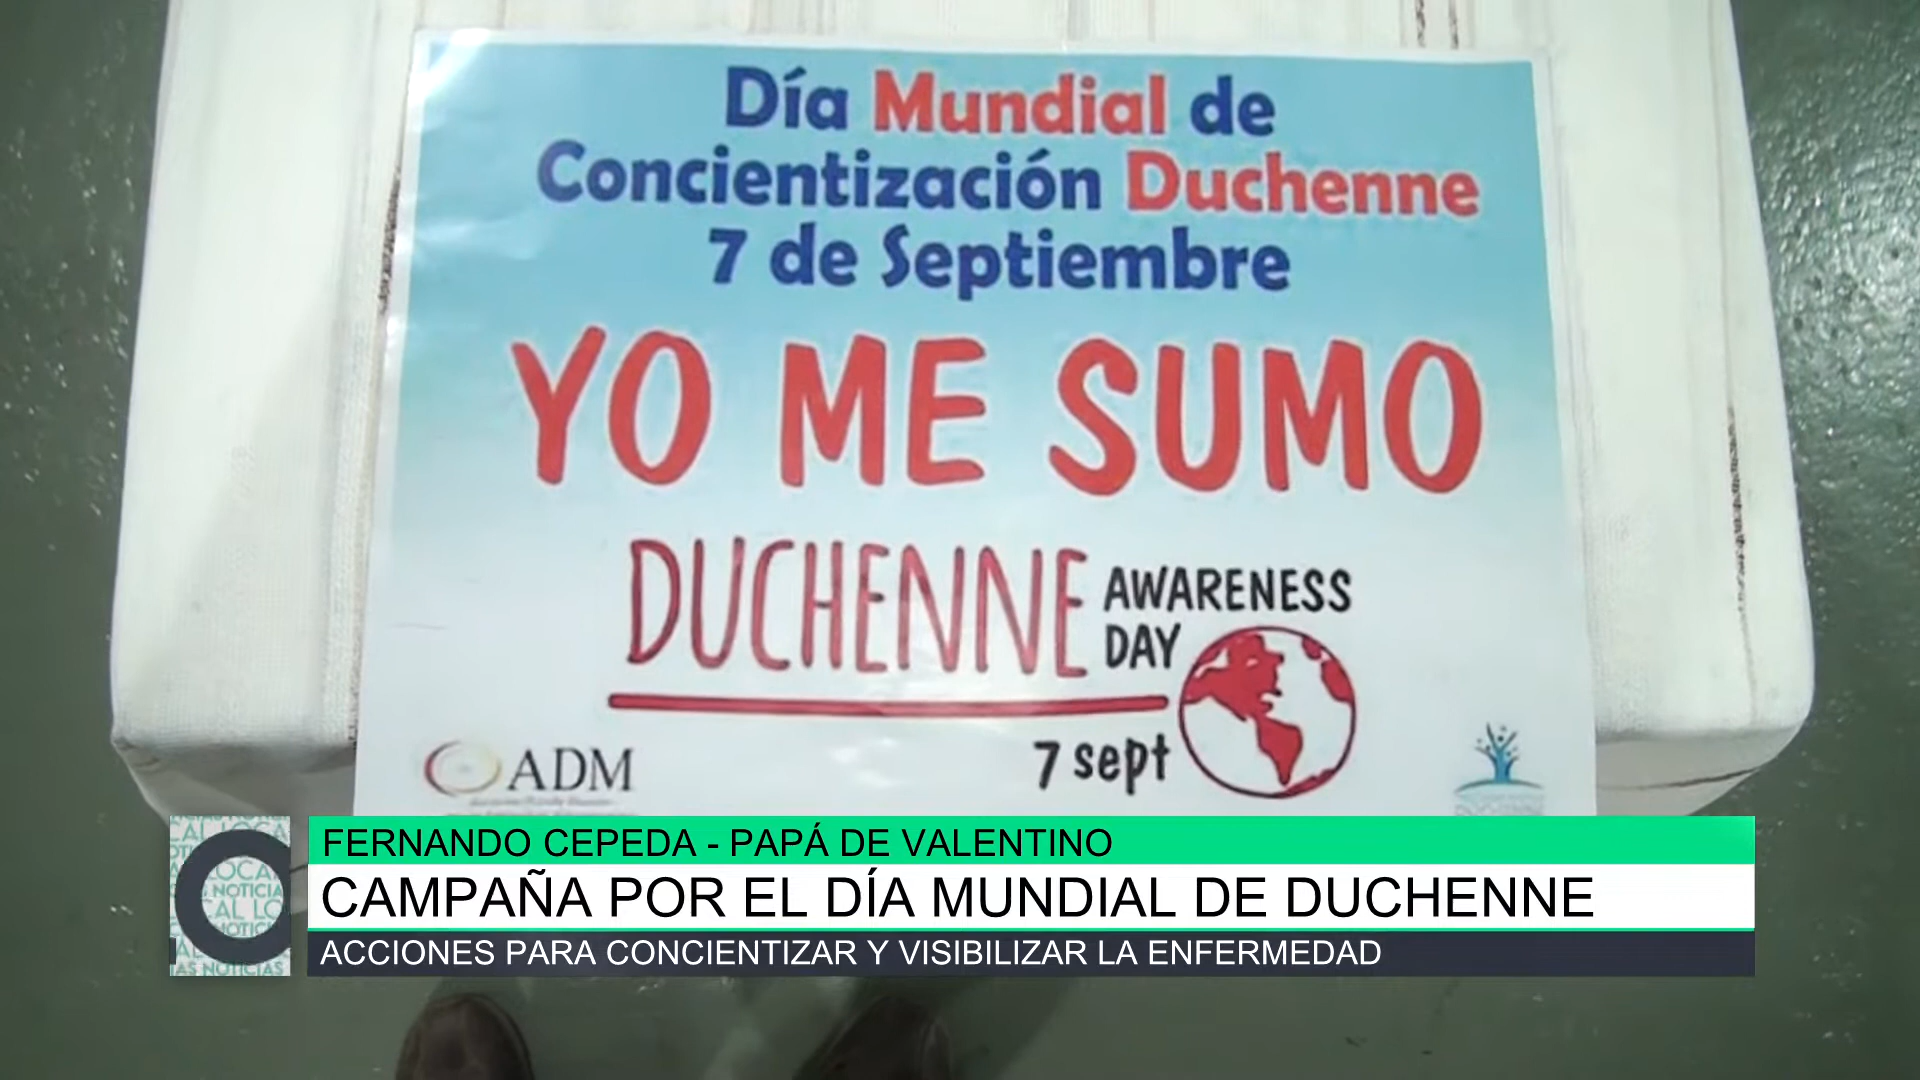 Día Mundial de
Concientización Duchenne
7 de Septiembre
YO ME SUMO
DUCHENNE AWARENESS
DAY
7 sept
ADM
FERNANDO CEPEDA - PAPÁ DE VALENTINO
CAMPAÑA POR EL DÍA MUNDIAL DE DUCHENNE
ACCIONES PARA CONCIENTIZAR Y VISIBILIZAR LA ENFERMEDAD